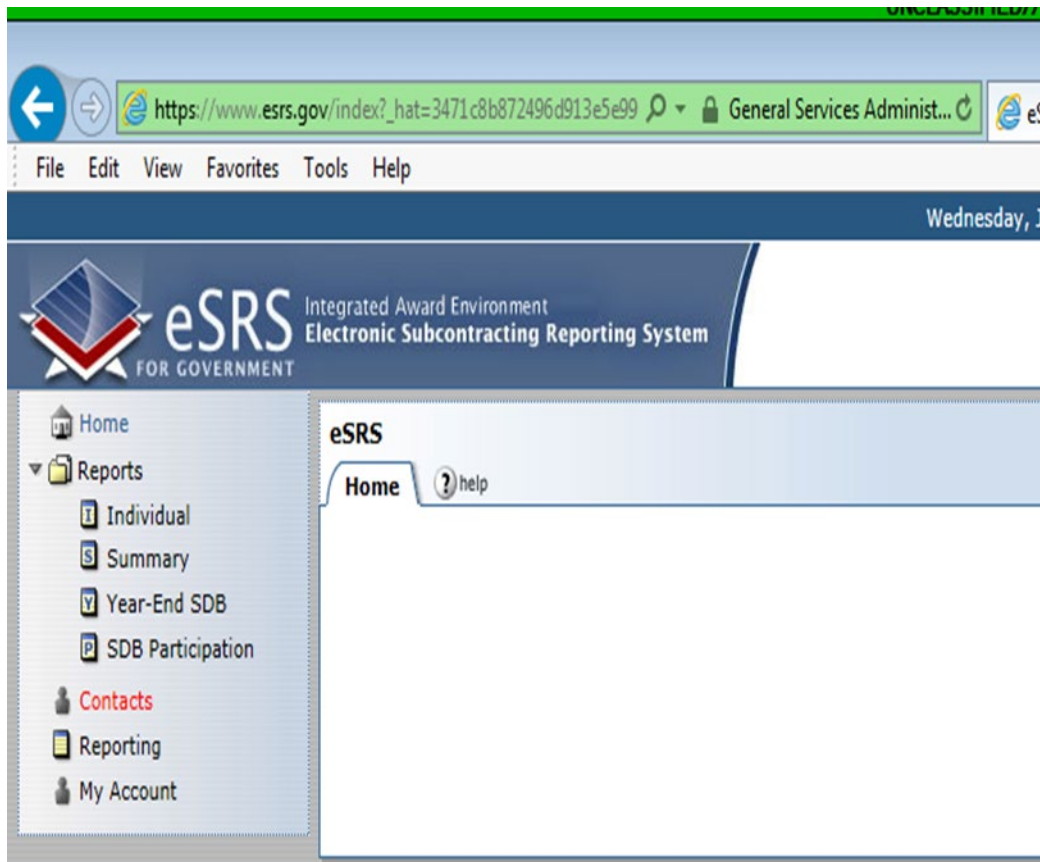 https://www.esrs.gov/index?_hat=3471c8b872496d913e5e99 General Services Administ... eS
File Edit View Favorites Tools Help
Wednesday,
eSRS
FOR GOVERNMENT
Integrated Award Environment
Electronic Subcontracting Reporting System
Home
Reports
I Individual
S Summary
Y Year-End SDB
P SDB Participation
Contacts
Reporting
My Account
eSRS
Home ? help